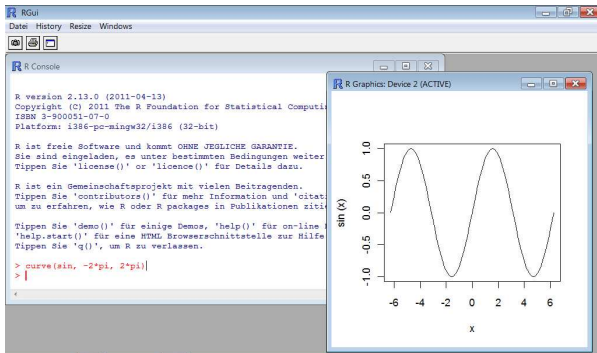 RGui
Datei History Resize Windows
R Console
R version 2.13.0 (2011-04-13)
Copyright (C) 2011 The R Foundation for Statistical
ISBN 3-900051-07-0
Platform: i386-pc-mingw32/i386 (32-bit)
R ist freie Software und kommt OHNE JEGLICHE GARANTIE.
Sie sind eingeladen, es unter bestimmten Bedingungen weiter
Tippen Sie 'license()' or 'licence()' für Details dazu.
R ist ein Gemeinschaftsprojekt mit vielen Beitragenden.
Tippen Sie 'contributors()' für mehr Information und
um zu erfahren, wie R oder R packages in Publikationen
Tippen Sie 'demo()' für einige Demos, 'help()' für on-line
'help.start()' für eine HTML Browserschnittstelle zur Hilfe
Tippen Sie 'q()', um R zu verlassen.
> curve(sin, -2*pi, 2*pi)
>
R Graphics: Device 2 (ACTIVE)
1.0
0.5
0.0
-0.5
-1.0
sin (x)
-6 -4 -2 0 2 4 6
x